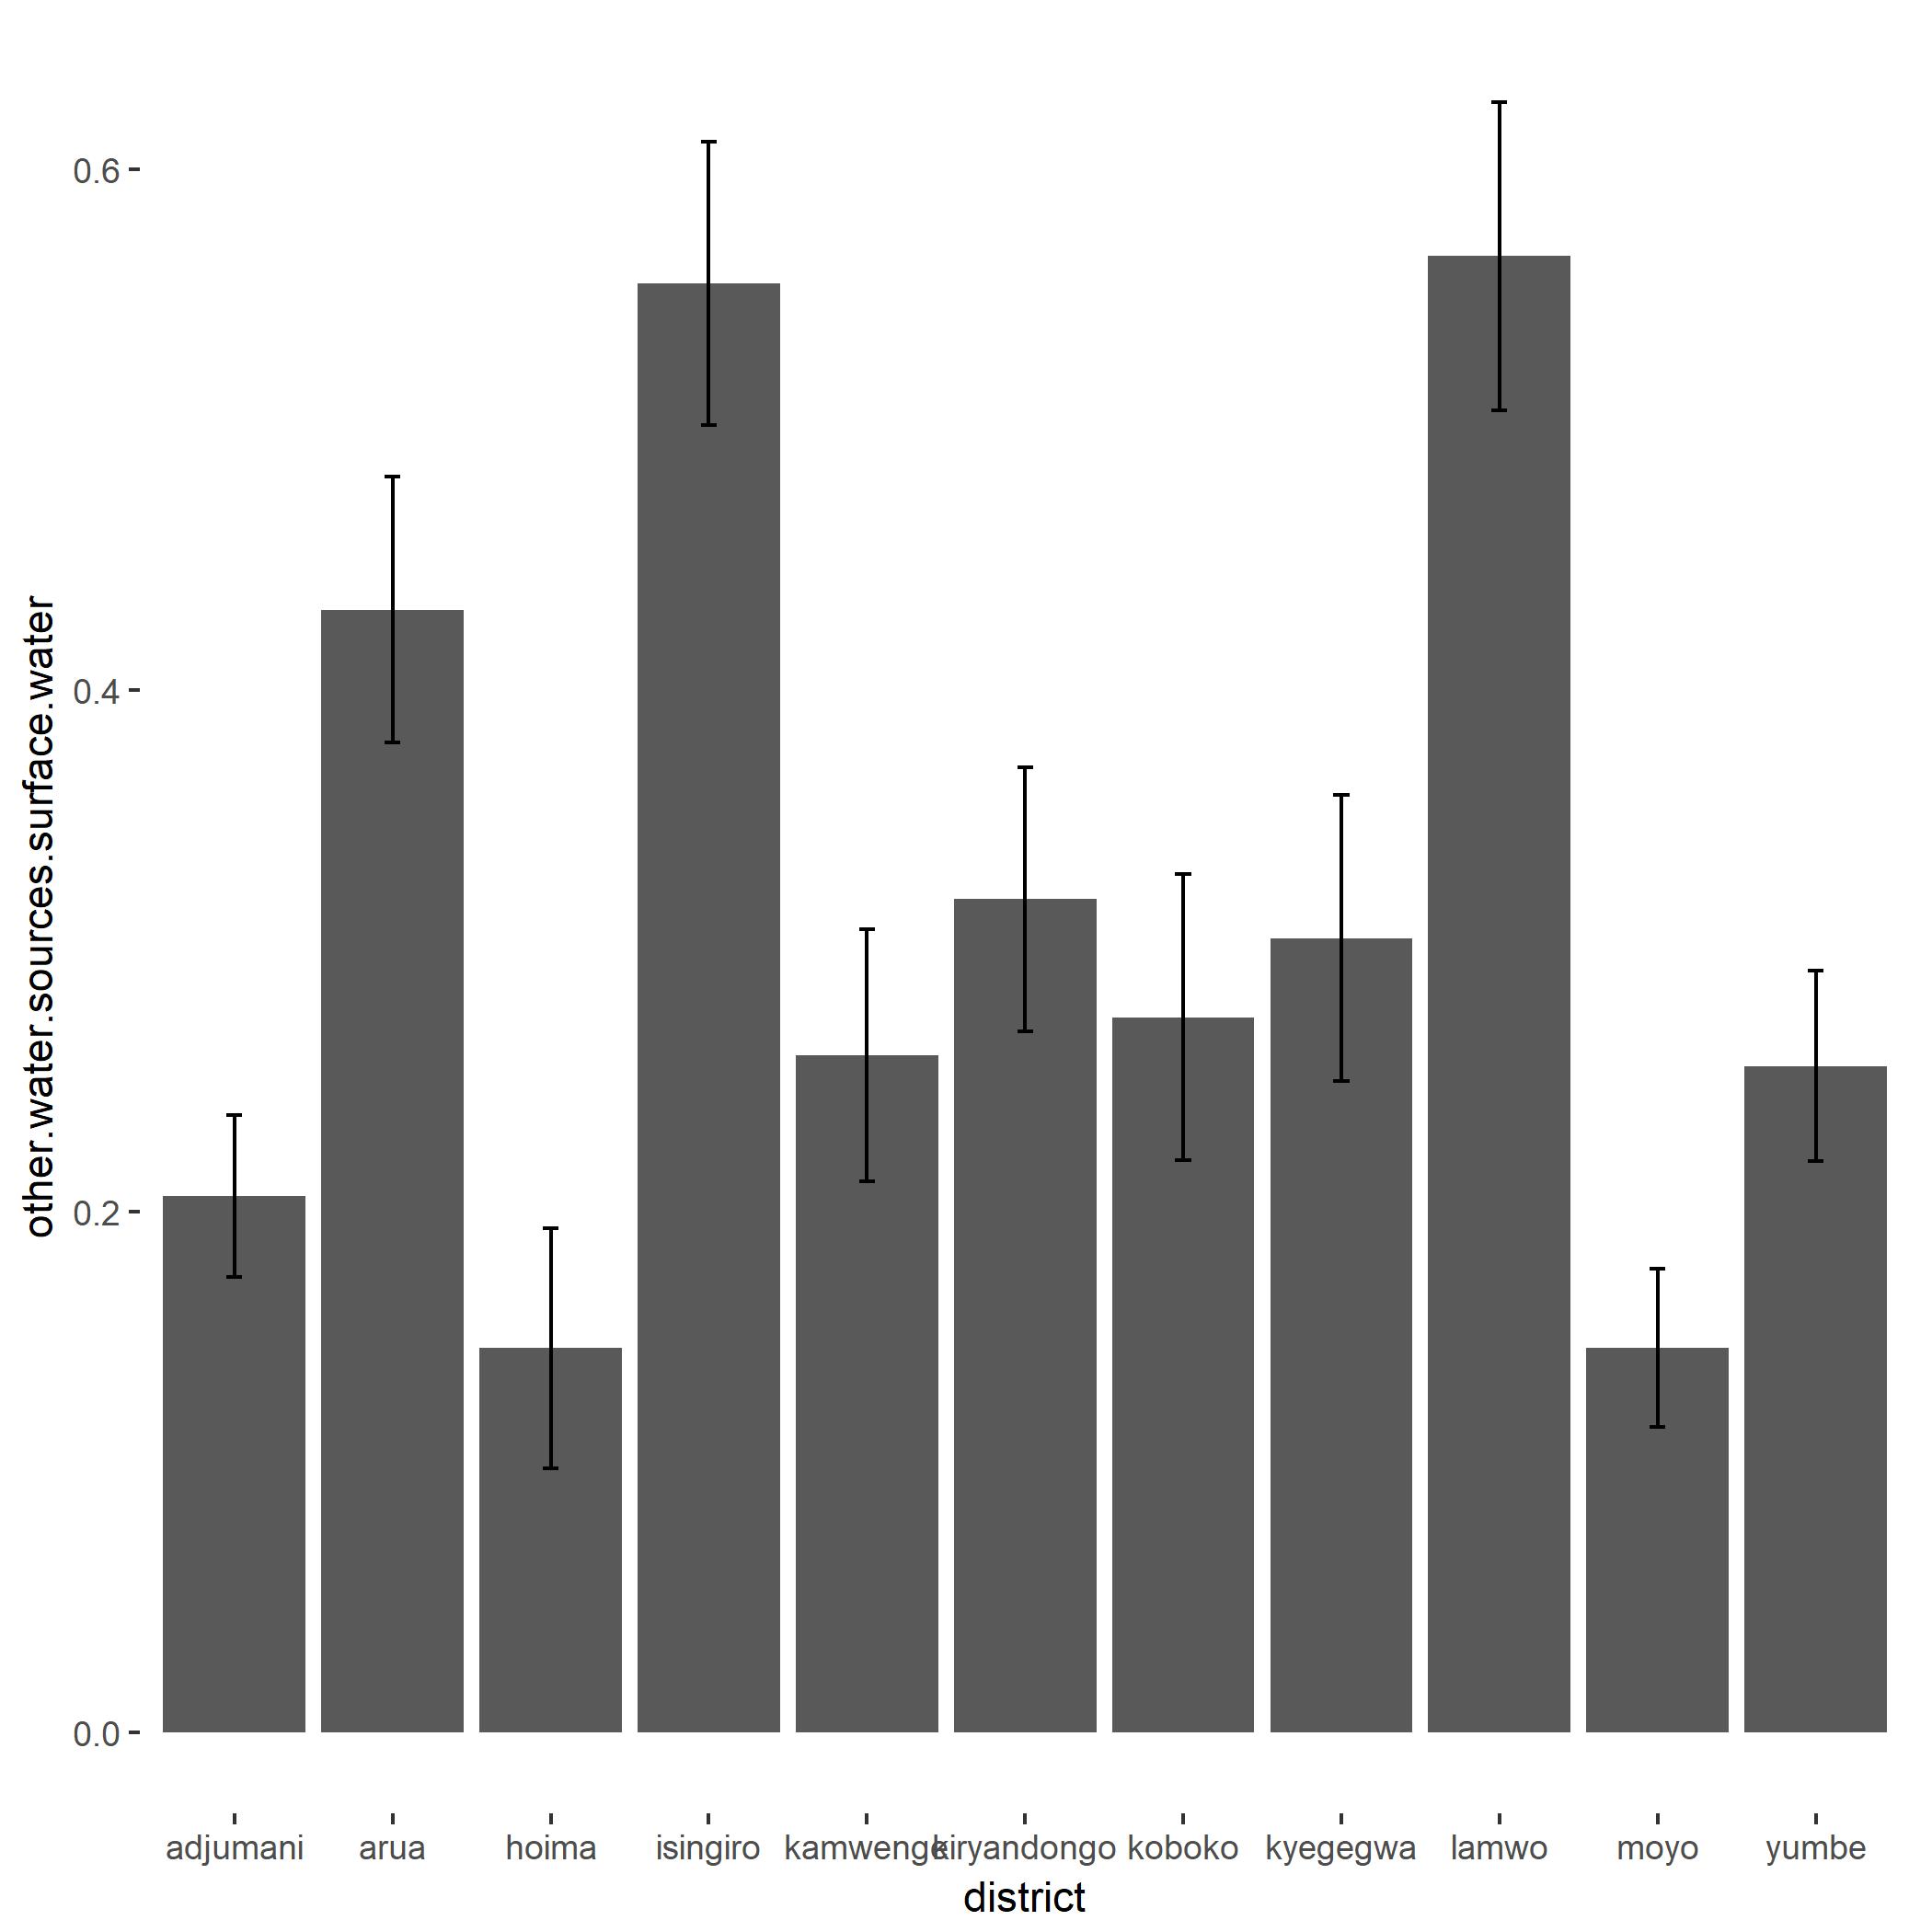 other.water.sources.surface.water
0.6
0.4
0.2
0.0
adjumani arua hoima isingiro kamwenge kiryandongo koboko kyegegwa lamwo moyo yumbe
district